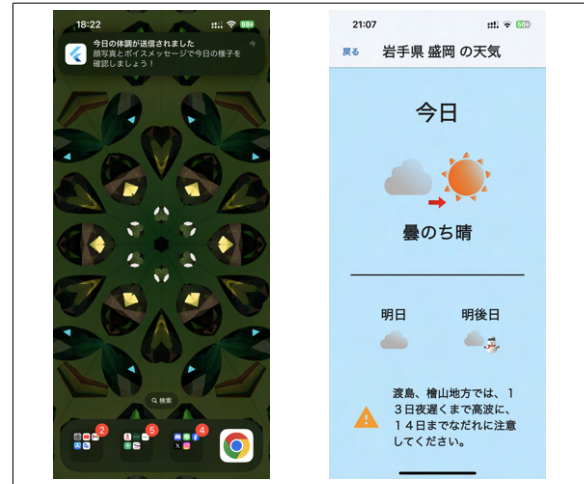 18:22
今日の体調が送信されました
顔写真とボイスメッセージで今日の様子を
確認しましょう！
検索
2
5
4
21:07
戻る
岩手県 盛岡 の天気
今日
曇のち晴
明日
明後日
渡島、檜山地方では、１
３日夜遅くまで高波に、
１４日までなだれに注意
してください。